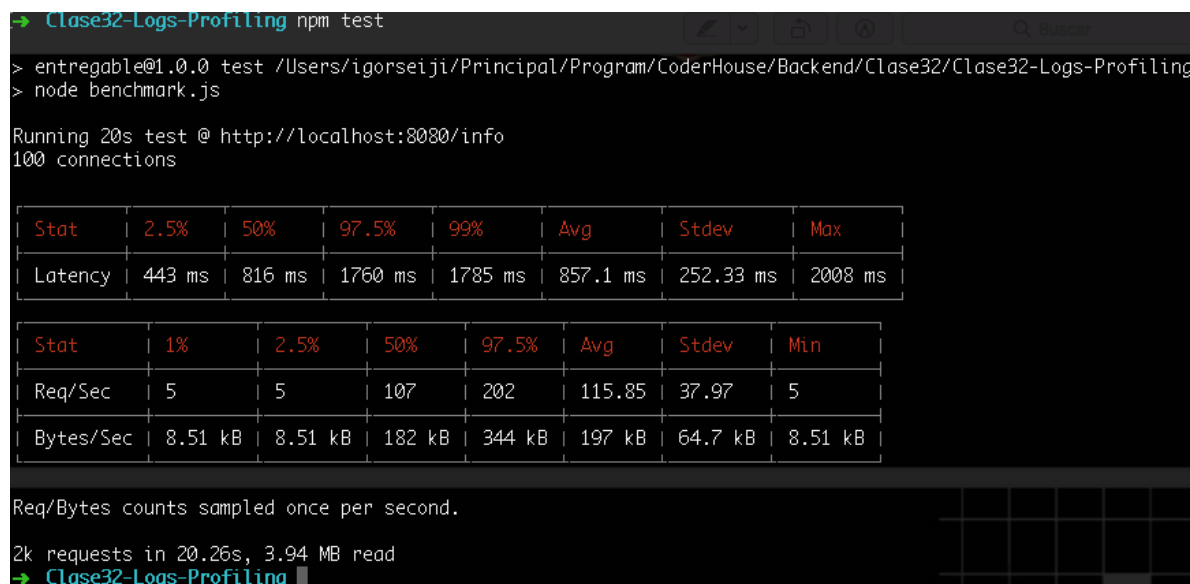 → Clase32-Logs-Profiling npm test
Buscar
> entregable@1.0.0 test /Users/igorseiji/Principal/Program/CoderHouse/Backend/Clase32/Clase32-Logs-Profiling
> node benchmark.js
Running 20s test @ http://localhost:8080/info
100 connections
Stat | 2.5% | 50% | 97.5% | 99% | Avg | Stdev | Max
Latency | 443 ms | 816 ms | 1760 ms | 1785 ms | 857.1 ms | 252.33 ms | 2008 ms
Stat | 1% | 2.5% | 50% | 97.5% | Avg | Stdev | Min
Req/Sec | 5 | 5 | 107 | 202 | 115.85 | 37.97 | 5
Bytes/Sec | 8.51 kB | 8.51 kB | 182 kB | 344 kB | 197 kB | 64.7 kB | 8.51 kB
Req/Bytes counts sampled once per second.
2k requests in 20.26s, 3.94 MB read
→ Clase32-Logs-Profiling